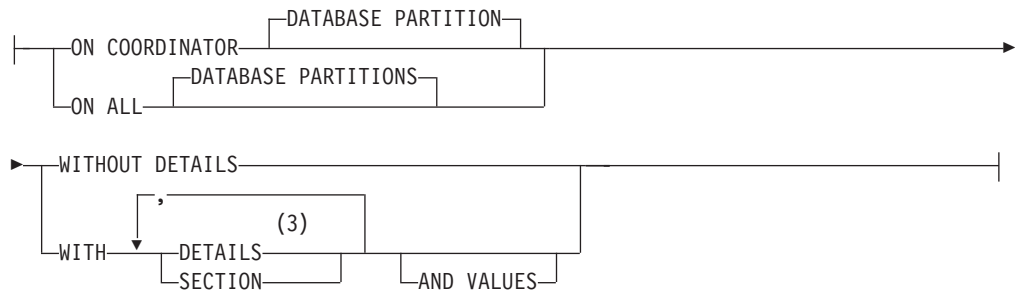 DATABASE PARTITION
ON COORDINATOR
DATABASE PARTITIONS
ON ALL
WITHOUT DETAILS
,
(3)
WITH DETAILS
SECTION AND VALUES